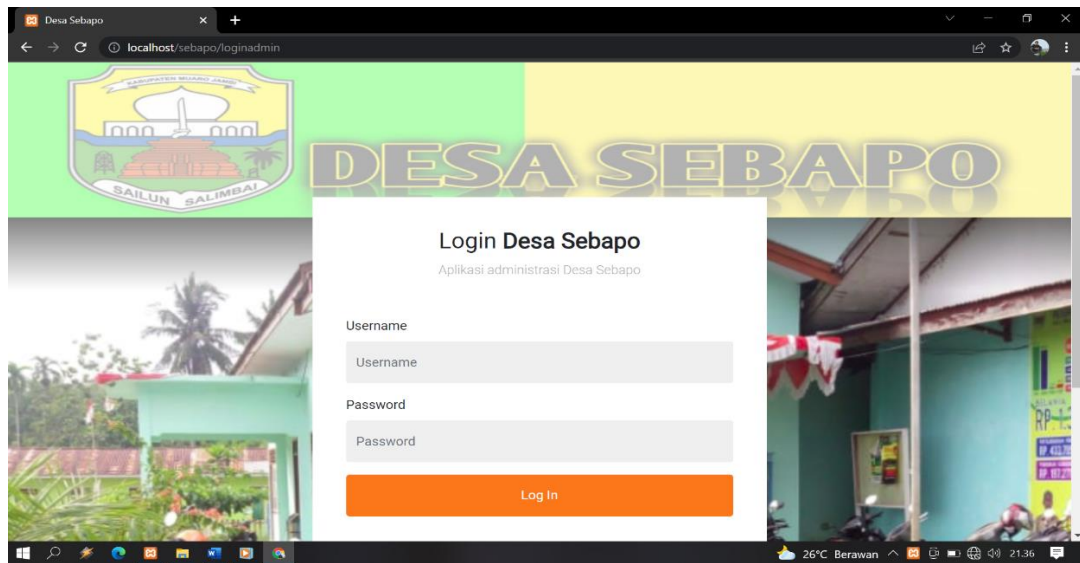 Desa Sebapo
localhost/sebapo/loginadmin
KABUPATEN MUARO JAMBI
SAILUN SALIMBAI
DESA SEBAPO
Login Desa Sebapo
Aplikasi administrasi Desa Sebapo
Username
Username
Password
Password
Log In
RP.
26°C Berawan
21.36